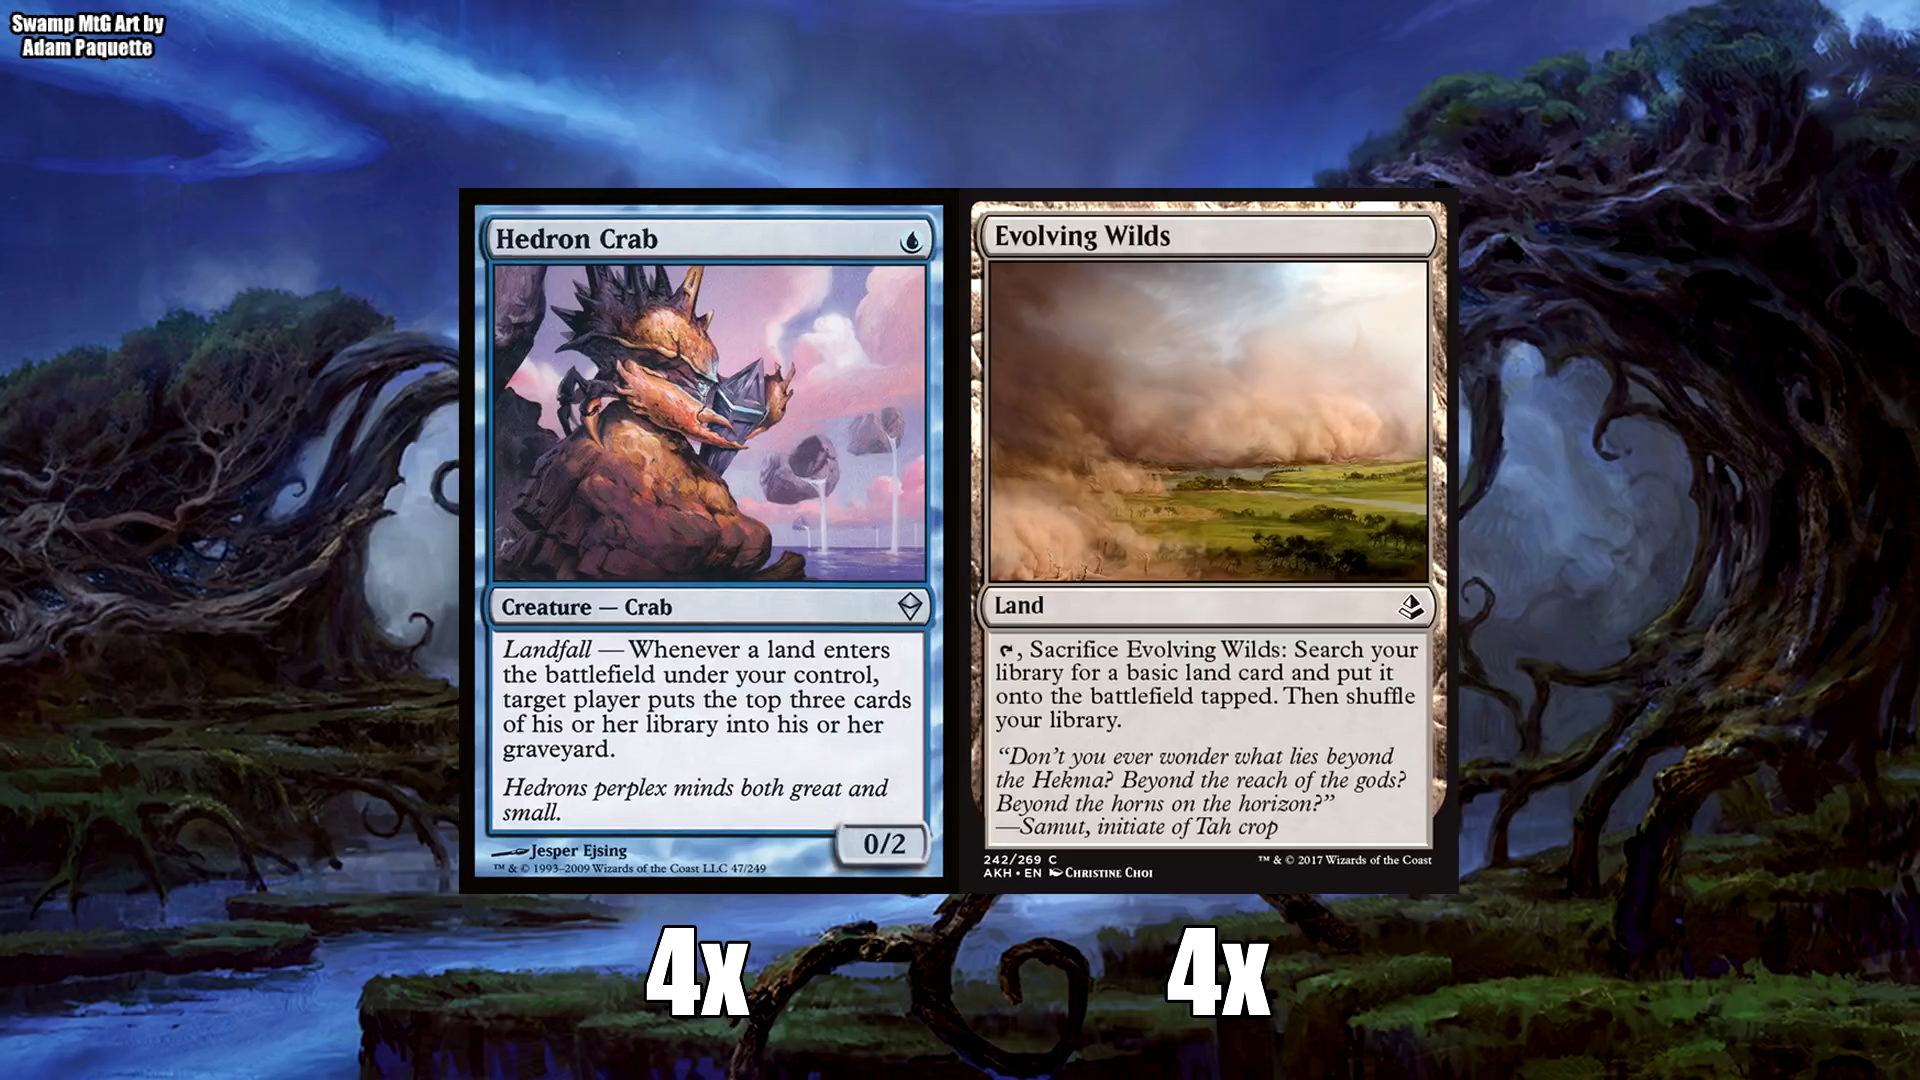 Swamp MtG Art by
Adam Paquette
Hedron Crab
Creature — Crab
Landfall — Whenever a land enters
the battlefield under your control,
target player puts the top three cards
of his or her library into his or her
graveyard.
Hedrons perplex minds both great and
small.
0/2
Jesper Ejsing
™ & © 1993–2009 Wizards of the Coast LLC 47/249
Evolving Wilds
Land
, Sacrifice Evolving Wilds: Search your
library for a basic land card and put it
onto the battlefield tapped. Then shuffle
your library.
“Don’t you ever wonder what lies beyond
the Hekma? Beyond the reach of the gods?
Beyond the horns on the horizon?”
—Samut, initiate of Tah crop
242/269 C
™ & © 2017 Wizards of the Coast
AKH • EN Christine Choi
4x
4x